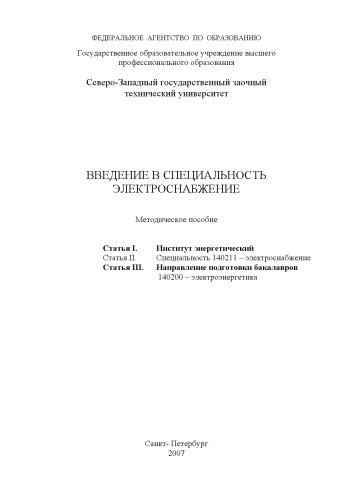 ФЕДЕРАЛЬНОЕ АГЕНТСТВО ПО ОБРАЗОВАНИЮ
Государственное образовательное учреждение высшего
профессионального образования
Северо-Западный государственный заочный
технический университет
ВВЕДЕНИЕ В СПЕЦИАЛЬНОСТЬ
ЭЛЕКТРОСНАБЖЕНИЕ
Методическое пособие
Статья I. Институт энергетический
Статья II. Специальность 140211 – электроснабжение
Статья III. Направление подготовки бакалавров
140200 – электроэнергетика
Санкт- Петербург
2007